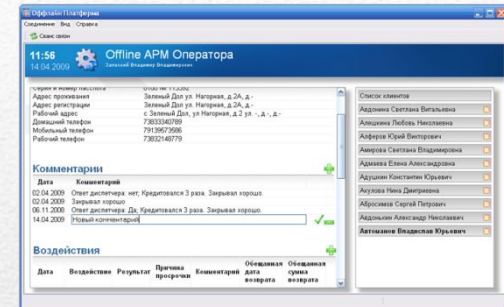 Оффлайн Платформа
Соединение Вид Справка
Сеанс связи
11:56
14.04.2009
Offline АРМ Оператора
Адрес проживания Зеленый Дол ул. Нагорная, д.2А, д.-
Адрес регистрации Зеленый Дол ул. Нагорная, д.2А, д.-
Рабочий адрес с Зеленый Дол, ул Нагорная, д 2 ул. -, д.-, д.-
Домашний телефон 73833340789
Мобильный телефон 79139673586
Рабочий телефон 73832148779
Комментарии
Дата Комментарий
02.04.2009 Ответ диспетчера: нет; Кредитовался 3 раза. Закрывал хорошо.
02.04.2009 Закрывал хорошо
06.11.2008 Ответ диспетчера: Да; Кредитовался 3 раза. Закрывал хорошо.
14.04.2009 Новый комментарий
Воздействия
Дата Воздействие Результат Причина просрочки Комментарий Обещанная дата возврата Обещанная сумма возврата
Список клиентов
Авдонина Светлана Витальевна
Алешкина Любовь Николаевна
Алферов Юрий Викторович
Амирова Светлана Владимировна
Адмаева Елена Александровна
Адушкин Константин Юрьевич
Акулова Нина Дмитриевна
Абросимов Сергей Петрович
Авдонькин Александр Николаевич
Автоманов Владислав Юрьевич